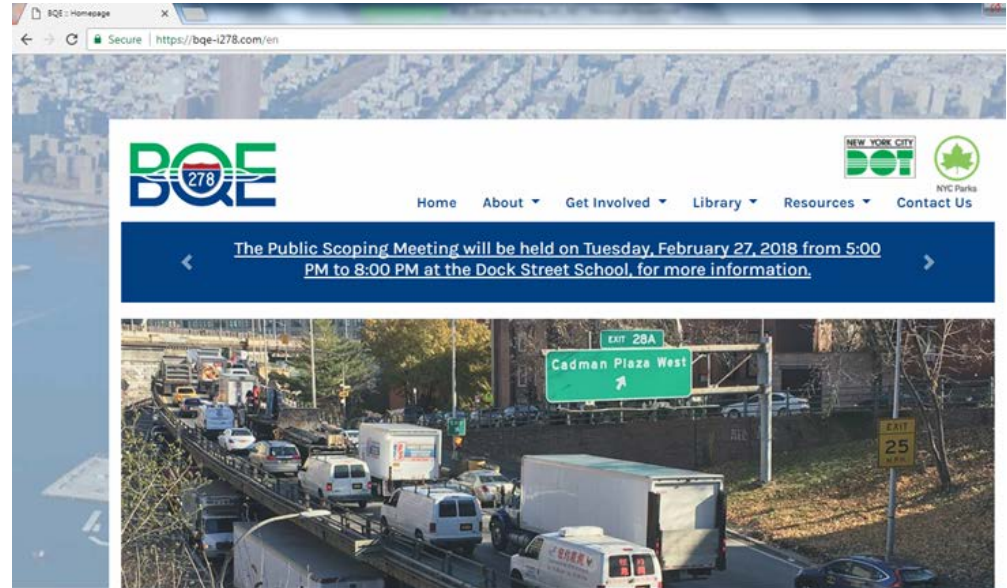 BQE :: Homepage
Secure | https://bqe-i278.com/en
BQE
278
NEW YORK CITY
DOT
NYC Parks
Home About Get Involved Library Resources Contact Us
The Public Scoping Meeting will be held on Tuesday, February 27, 2018 from 5:00
PM to 8:00 PM at the Dock Street School, for more information.
EXIT 28A
Cadman Plaza West
EXIT
25
MPH